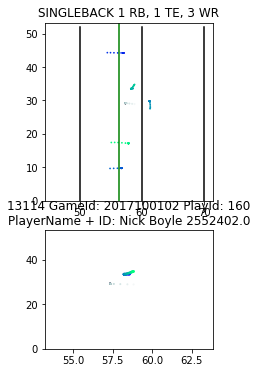 SINGLEBACK 1 RB, 1 TE, 3 WR
50
40
30
20
10
0
50 60 70
13114 GameId: 2017100102 PlayId: 160
PlayerName + ID: Nick Boyle 2552402.0
40
20
0
55.0 57.5 60.0 62.5